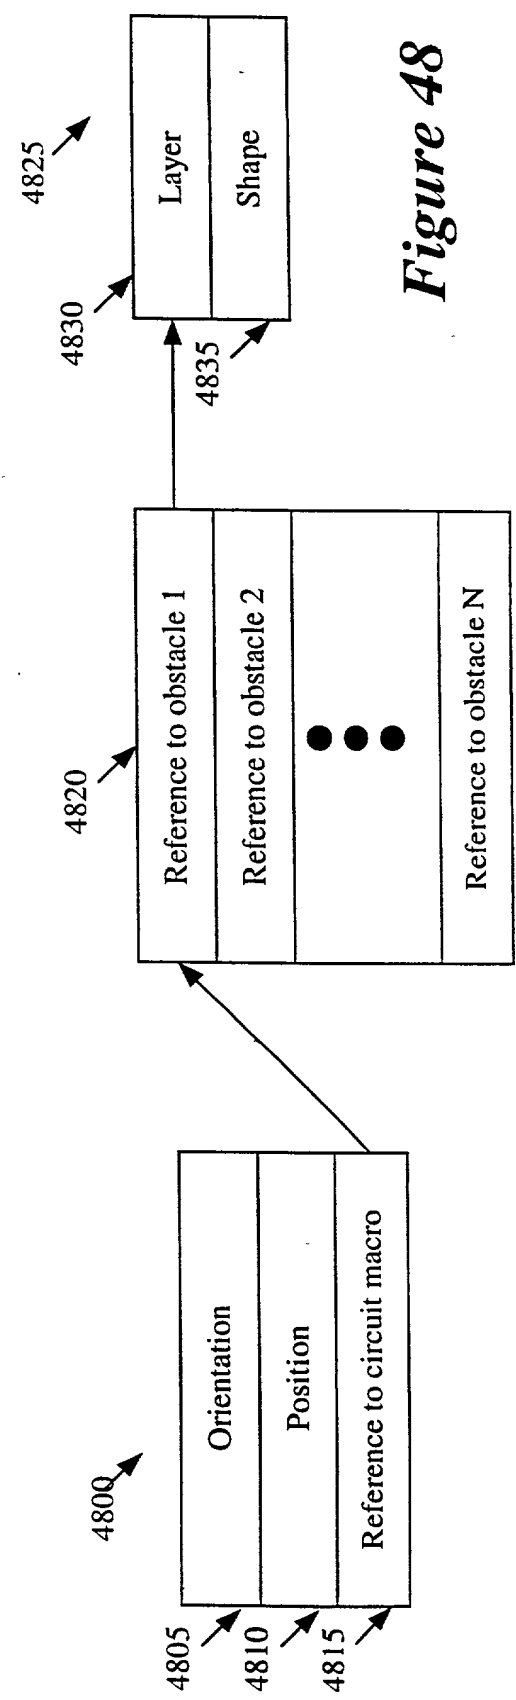 4800
4805
Orientation
4810
Position
4815
Reference to circuit macro
4820
Reference to obstacle 1
Reference to obstacle 2
Reference to obstacle N
4825
4830
Layer
4835
Shape
Figure 48